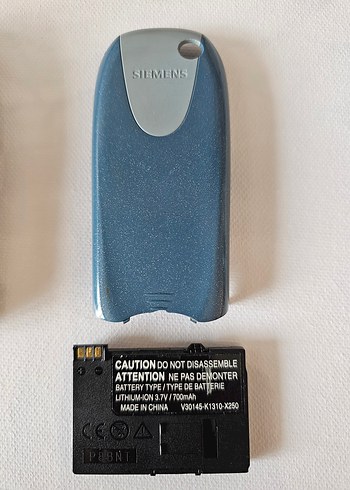 SIEMENS
CAUTION DO NOT DISASSEMBLE
ATTENTION NE PAS DEMONTER
BATTERY TYPE / TYPE DE BATTERIE
LITHIUM-ION 3.7V / 700mAh
MADE IN CHINA V30145-K1310-X250
CE